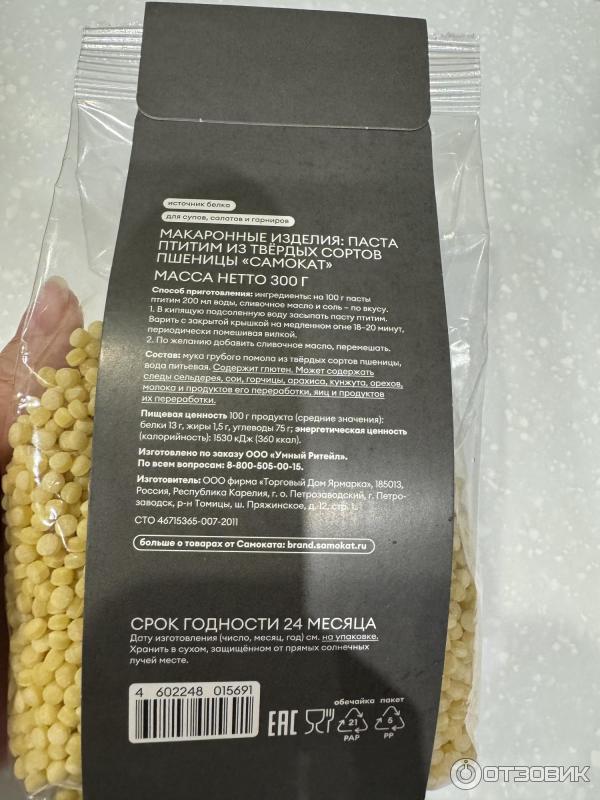 источник белка
для супов, салатов и гарниров
МАКАРОННЫЕ ИЗДЕЛИЯ: ПАСТА
ПТИТИМ ИЗ ТВЁРДЫХ СОРТОВ
ПШЕНИЦЫ «САМОКАТ»
МАССА НЕТТО 300 Г
Способ приготовления: ингредиенты: на 100 г пасты
птитим 200 мл воды, сливочное масло и соль – по вкусу.
1. В кипящую подсоленную воду засыпать пасту птитим.
Варить с закрытой крышкой на медленном огне 18–20 минут,
периодически помешивая вилкой.
2. По желанию добавить сливочное масло, перемешать.
Состав: мука грубого помола из твёрдых сортов пшеницы,
вода питьевая. Содержит глютен. Может содержать
следы сельдерея, сои, горчицы, арахиса, кунжута, орехов,
молока и продуктов его переработки, яиц и продуктов
их переработки.
Пищевая ценность 100 г продукта (средние значения):
белки 13 г, жиры 1,5 г, углеводы 75 г; энергетическая ценность
(калорийность): 1530 кДж (360 ккал).
Изготовлено по заказу ООО «Умный Ритейл».
По всем вопросам: 8-800-505-00-15.
Изготовитель: ООО фирма «Торговый Дом Ярмарка», 185013,
Россия, Республика Карелия, г. о. Петрозаводский, г. Петро-
заводск, р-н Томицы, ш. Пряжинское, д. 12, стр. 1.
СТО 46715365-007-2011
больше о товарах от Самоката: brand.samokat.ru
СРОК ГОДНОСТИ 24 МЕСЯЦА
Дату изготовления (число, месяц, год) см. на упаковке.
Хранить в сухом, защищённом от прямых солнечных
лучей месте.
4 602248 015691
EAC
обечайка пакет
21 5
PAP PP
ОТЗОВИК